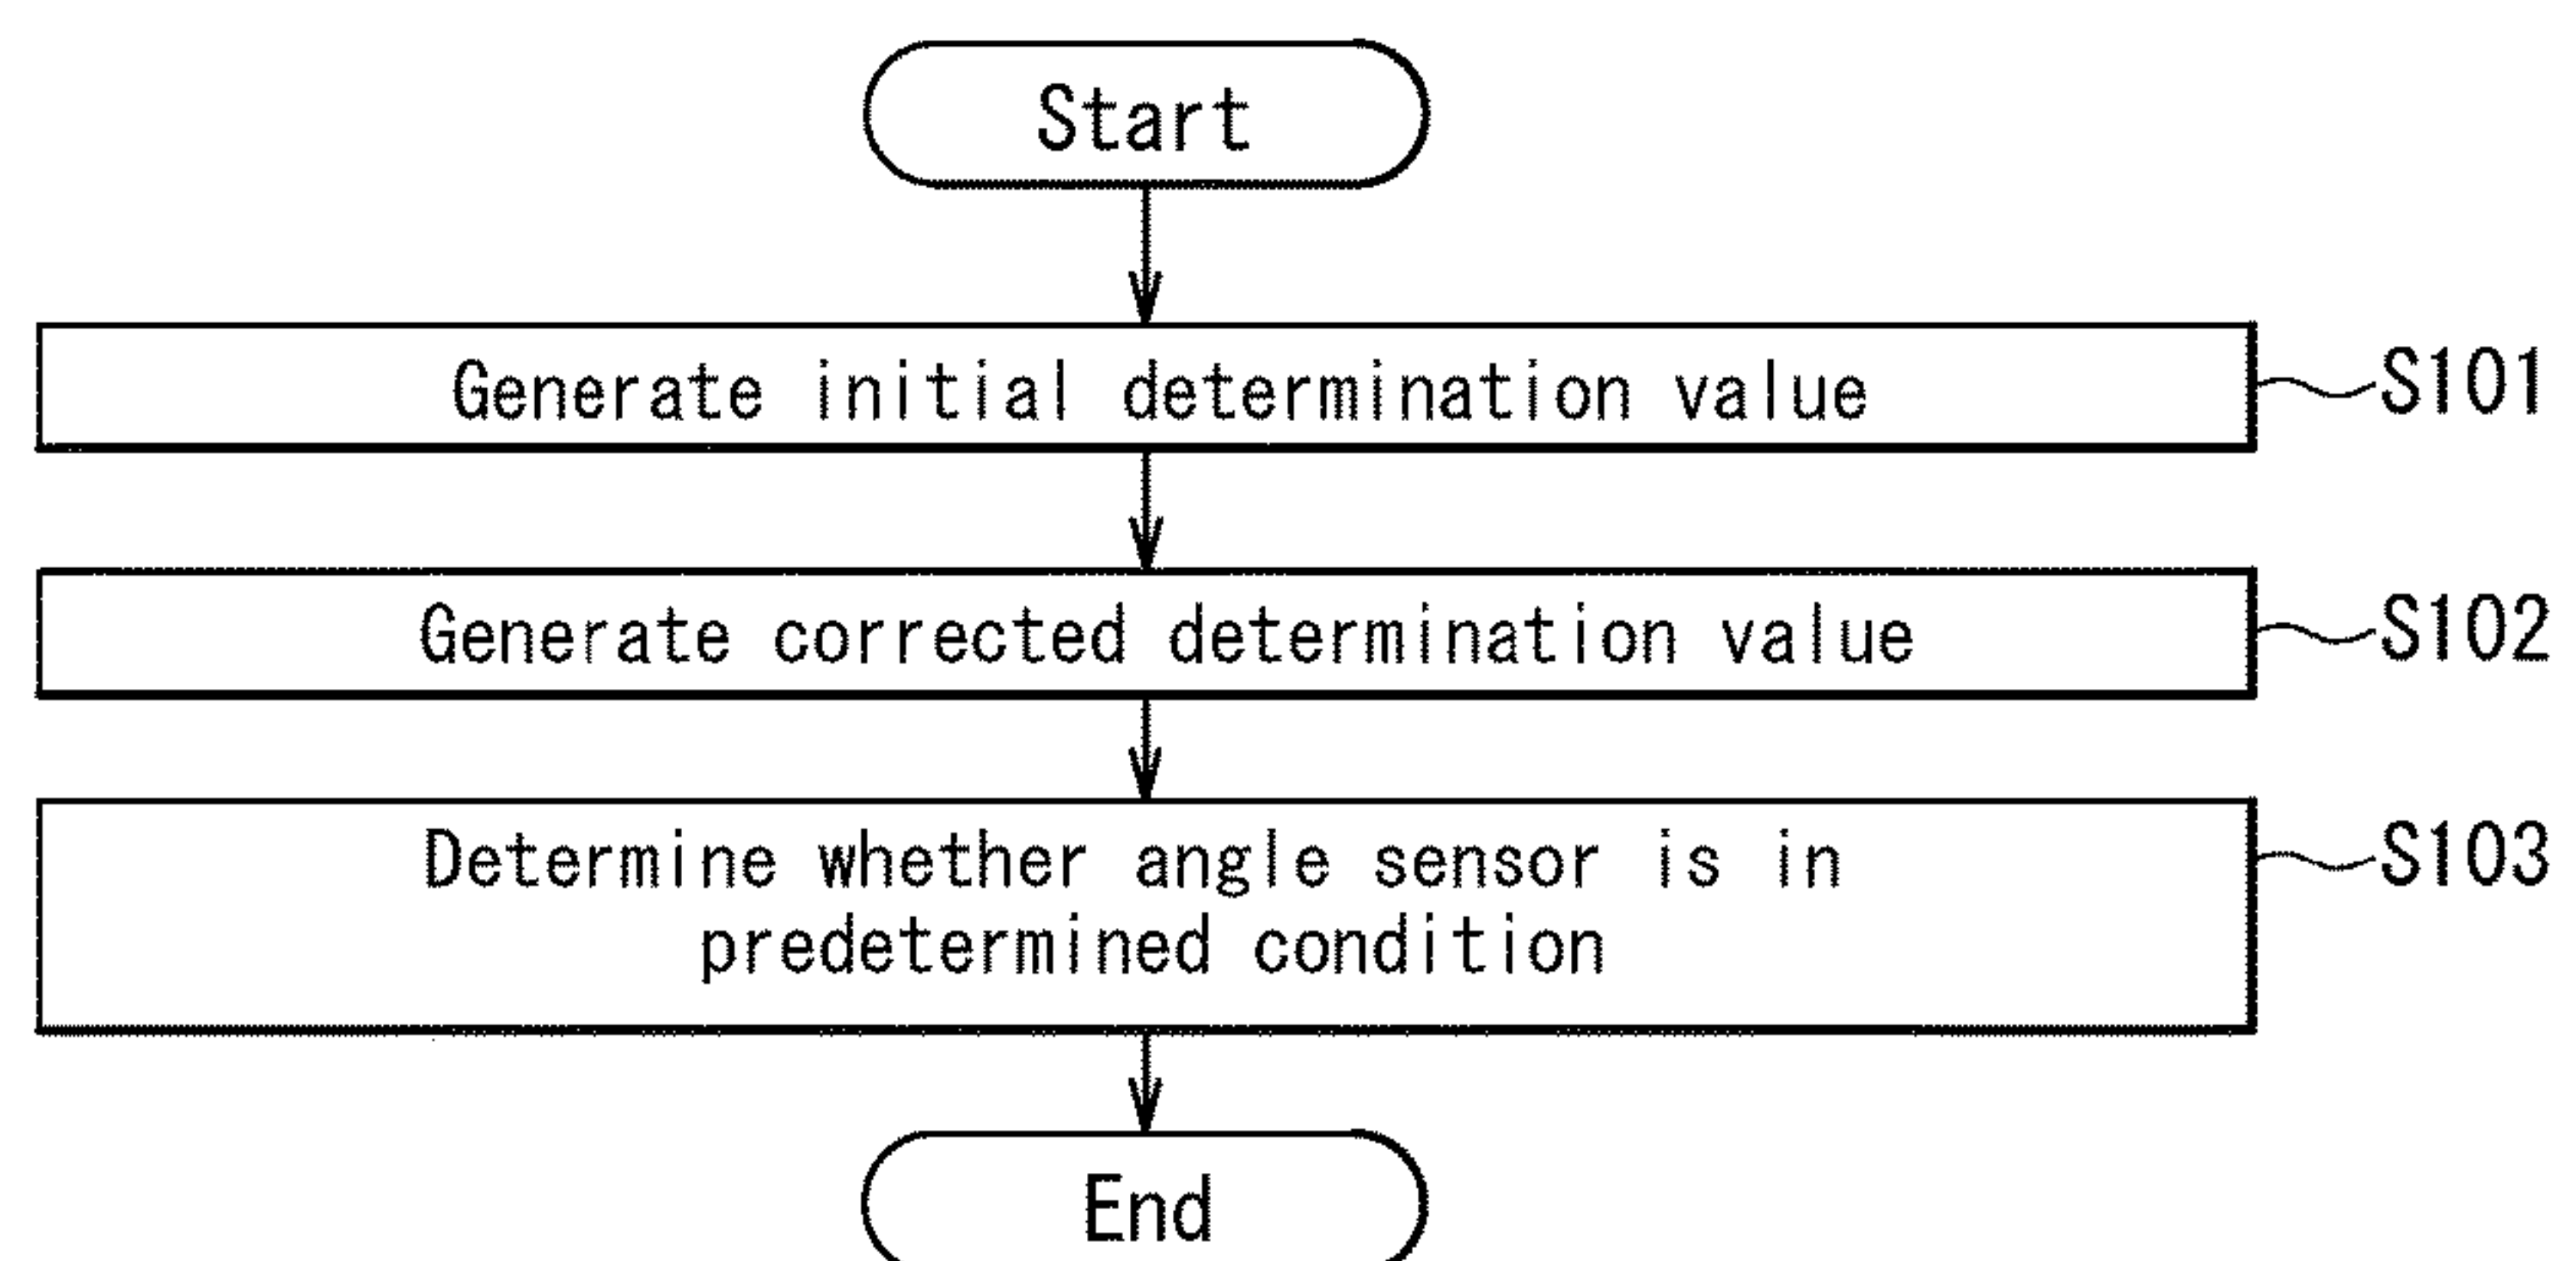 Start
Generate initial determination value
S101
Generate corrected determination value
S102
Determine whether angle sensor is in
S103
predetermined condition
End